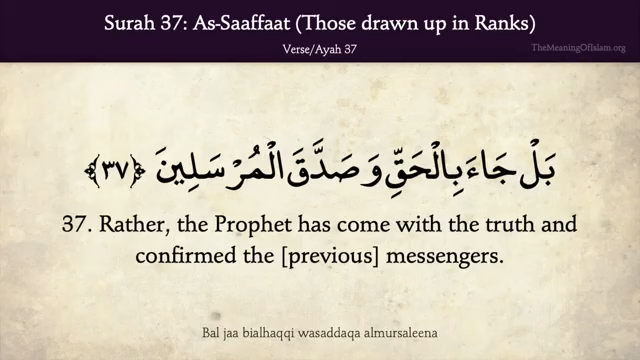 Surah 37: As-Saaffaat (Those drawn up in Ranks)
Verse/Ayah 37
TheMeaningOfIslam.org
بَلْ جَاءَ بِالْحَقِّ وَصَدَّقَ الْمُرْسَلِينَ ﴿٣٧﴾
37. Rather, the Prophet has come with the truth and
confirmed the [previous] messengers.
Bal jaa bialhaqqi wasaddaqa almursaleena